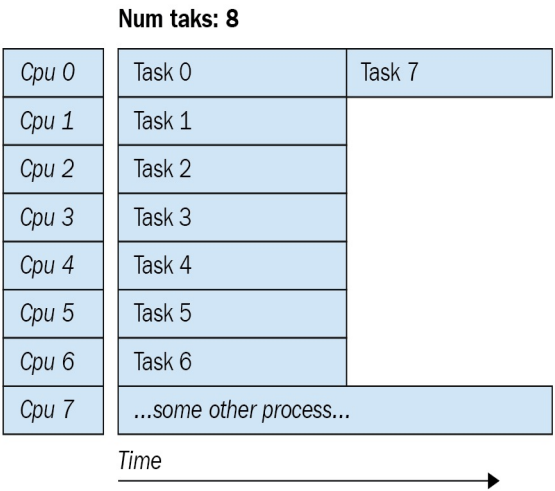 Num taks: 8
Cpu 0 Task 0 Task 7
Cpu 1 Task 1
Cpu 2 Task 2
Cpu 3 Task 3
Cpu 4 Task 4
Cpu 5 Task 5
Cpu 6 Task 6
Cpu 7 ...some other process...
Time